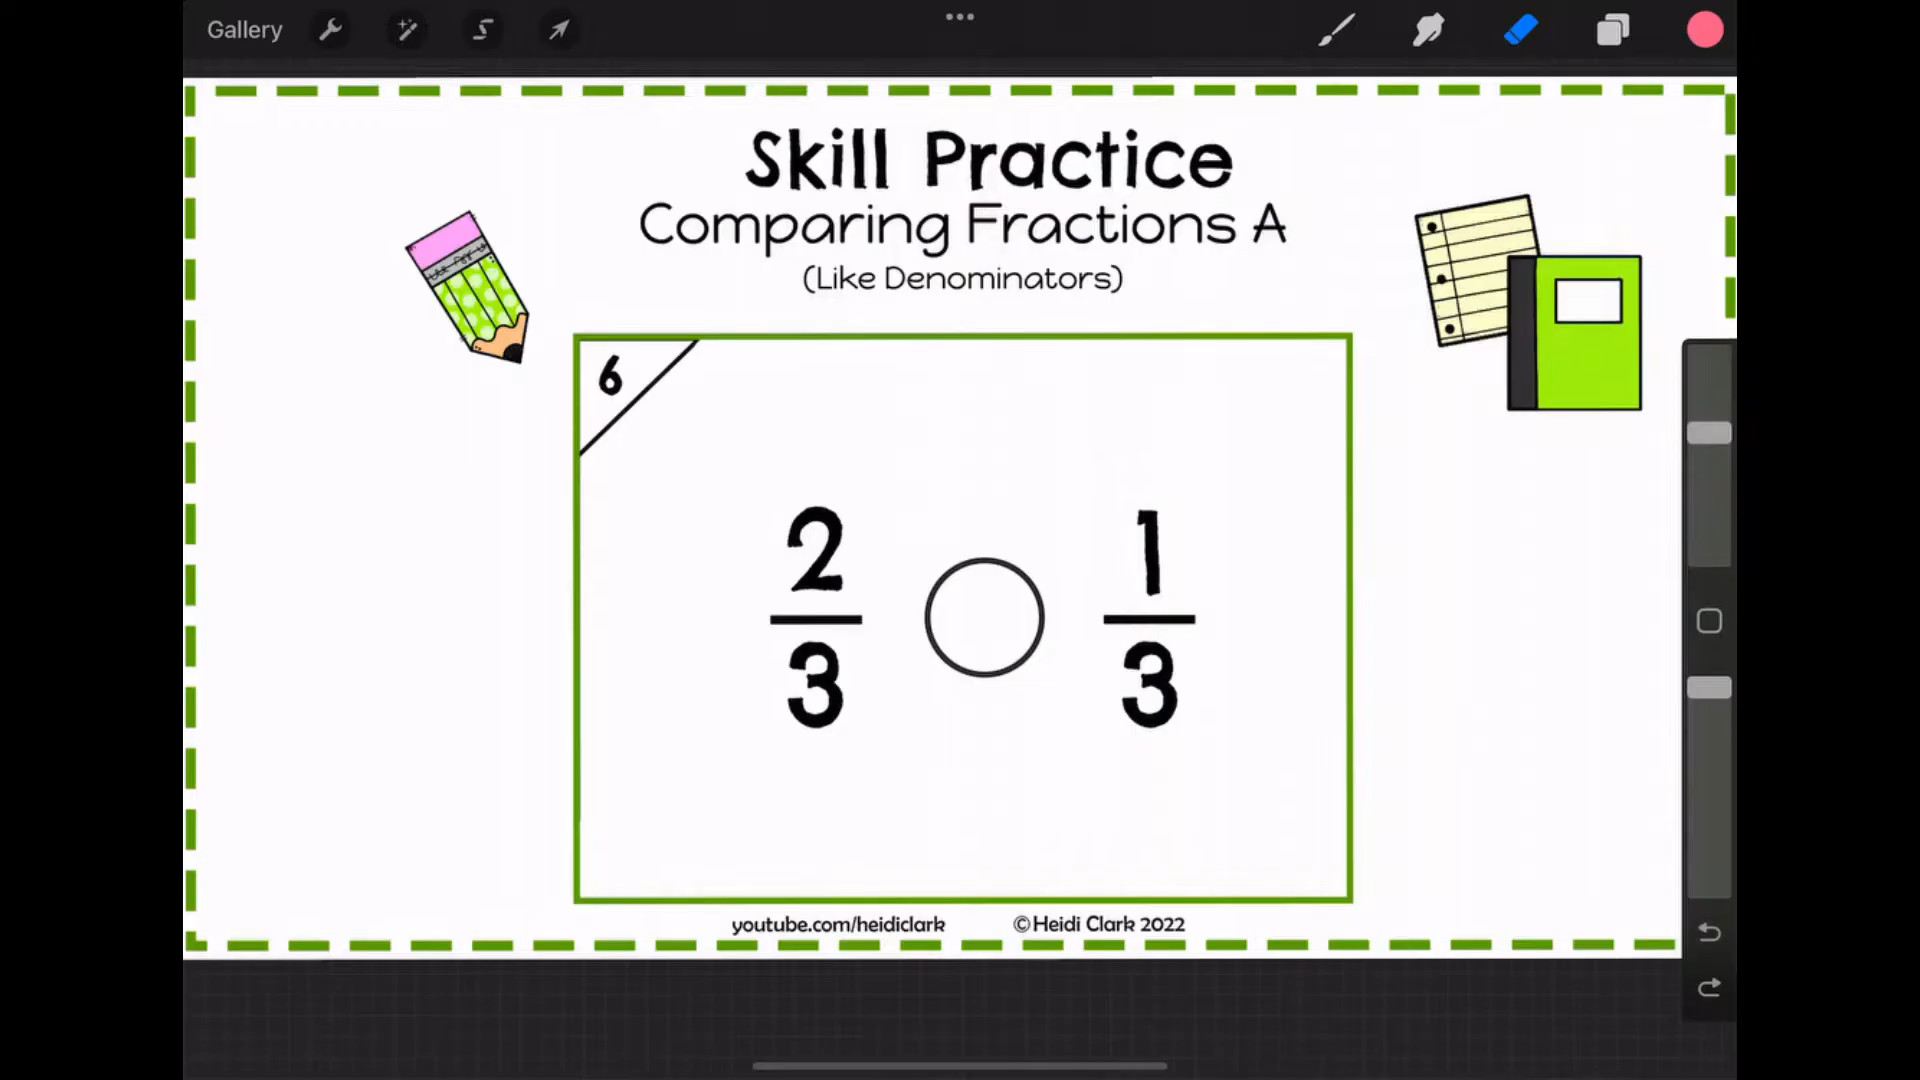 Gallery
Skill Practice
Comparing Fractions A
(Like Denominators)
6
2 1
3 3
youtube.com/heidiclark ©Heidi Clark 2022